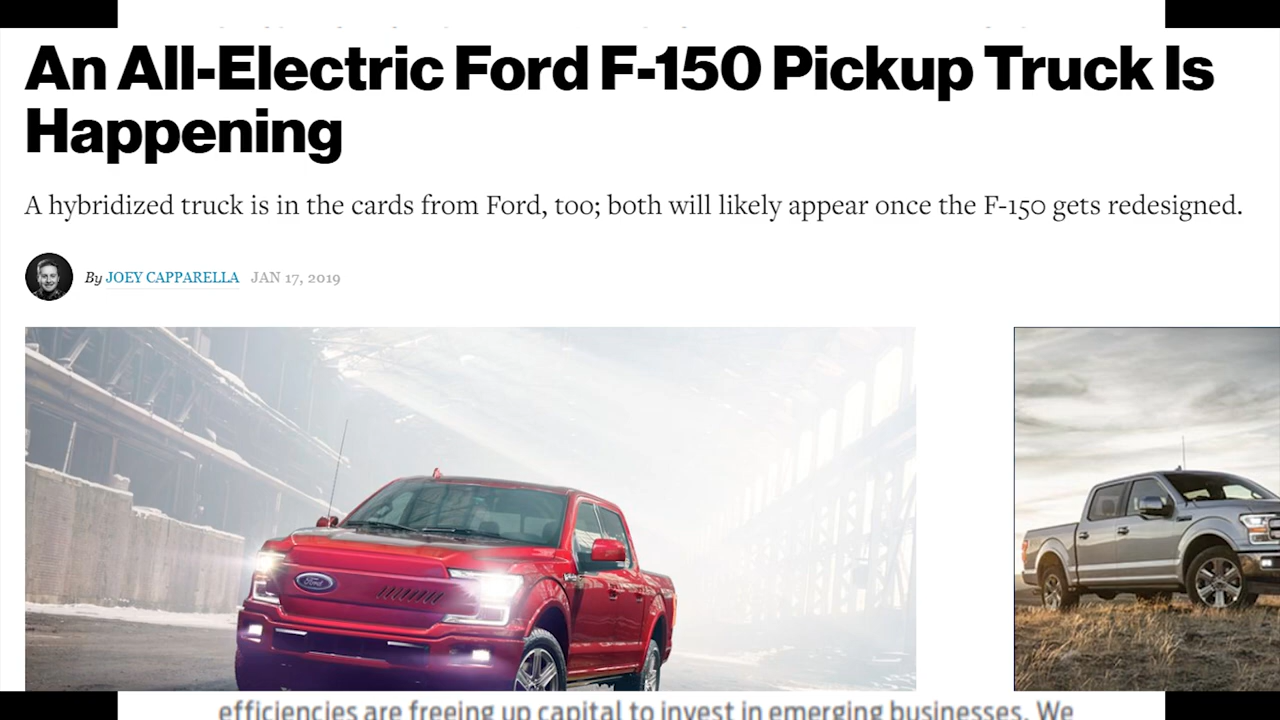 An All-Electric Ford F-150 Pickup Truck Is
Happening
A hybridized truck is in the cards from Ford, too; both will likely appear once the F-150 gets redesigned.
By JOEY CAPPARELLA JAN 17, 2019
Ford
efficiencies are freeing up capital to invest in emerging businesses. We